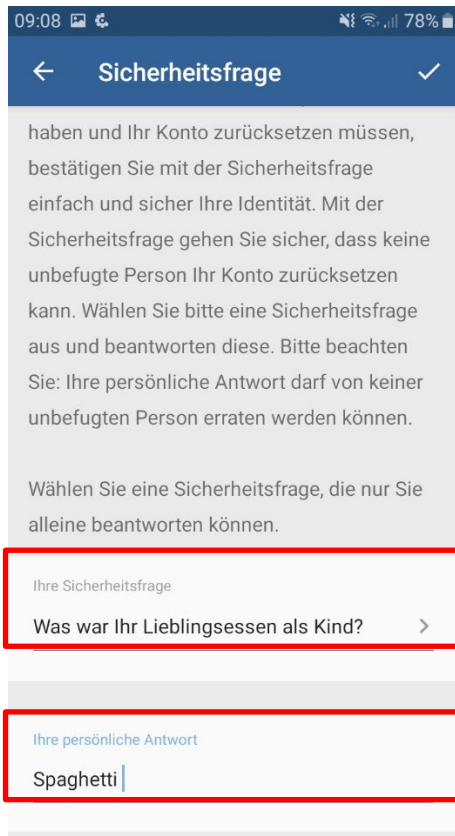 09:08 78%
Sicherheitsfrage
haben und Ihr Konto zurücksetzen müssen,
bestätigen Sie mit der Sicherheitsfrage
einfach und sicher Ihre Identität. Mit der
Sicherheitsfrage gehen Sie sicher, dass keine
unbefugte Person Ihr Konto zurücksetzen
kann. Wählen Sie bitte eine Sicherheitsfrage
aus und beantworten diese. Bitte beachten
Sie: Ihre persönliche Antwort darf von keiner
unbefugten Person erraten werden können.
Wählen Sie eine Sicherheitsfrage, die nur Sie
alleine beantworten können.
Ihre Sicherheitsfrage
Was war Ihr Lieblingsessen als Kind?
Ihre persönliche Antwort
Spaghetti